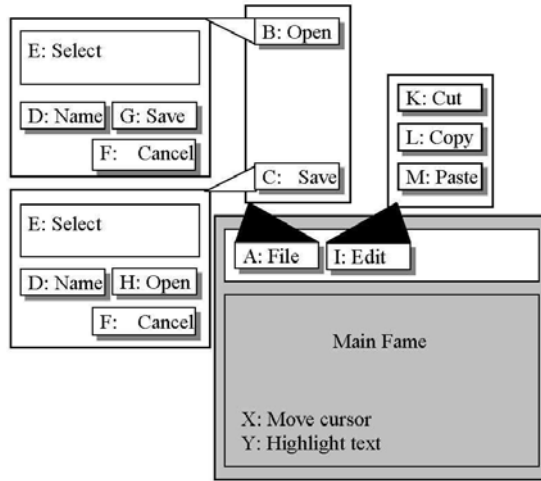 E: Select
D: Name
G: Save
F: Cancel
B: Open
C: Save
E: Select
D: Name
H: Open
F: Cancel
K: Cut
L: Copy
M: Paste
A: File
I: Edit
Main Fame
X: Move cursor
Y: Highlight text